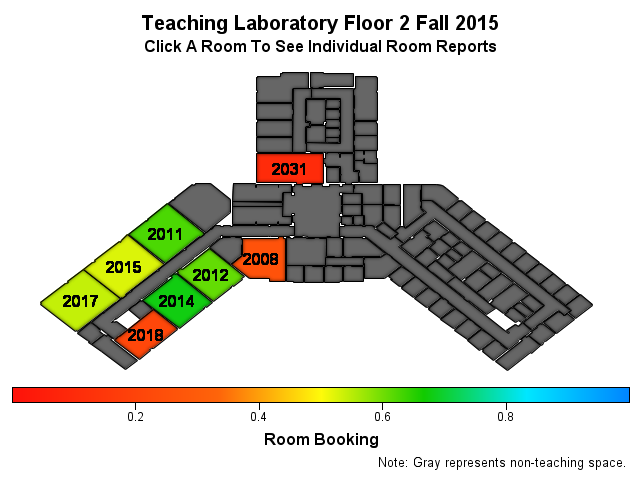 Teaching Laboratory Floor 2 Fall 2015
Click A Room To See Individual Room Reports
2031
2011
2015
2008
2012
2017
2014
2018
0.2 0.4 0.6 0.8
Room Booking
Note: Gray represents non-teaching space.